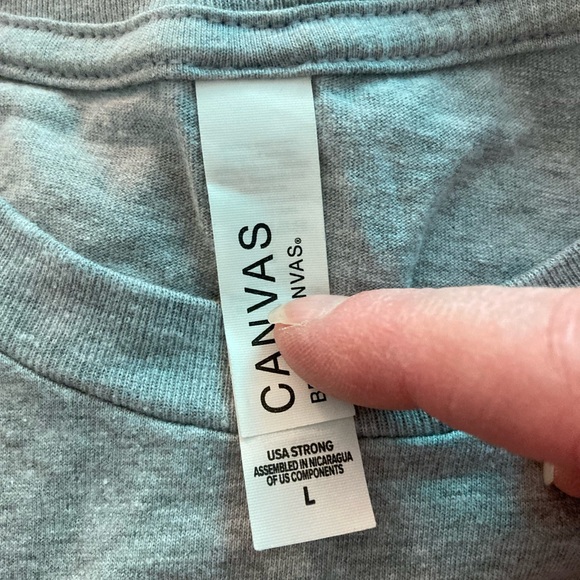 CANVAS
USA STRONG
ASSEMBLED IN NICARAGUA
OF US COMPONENTS
L